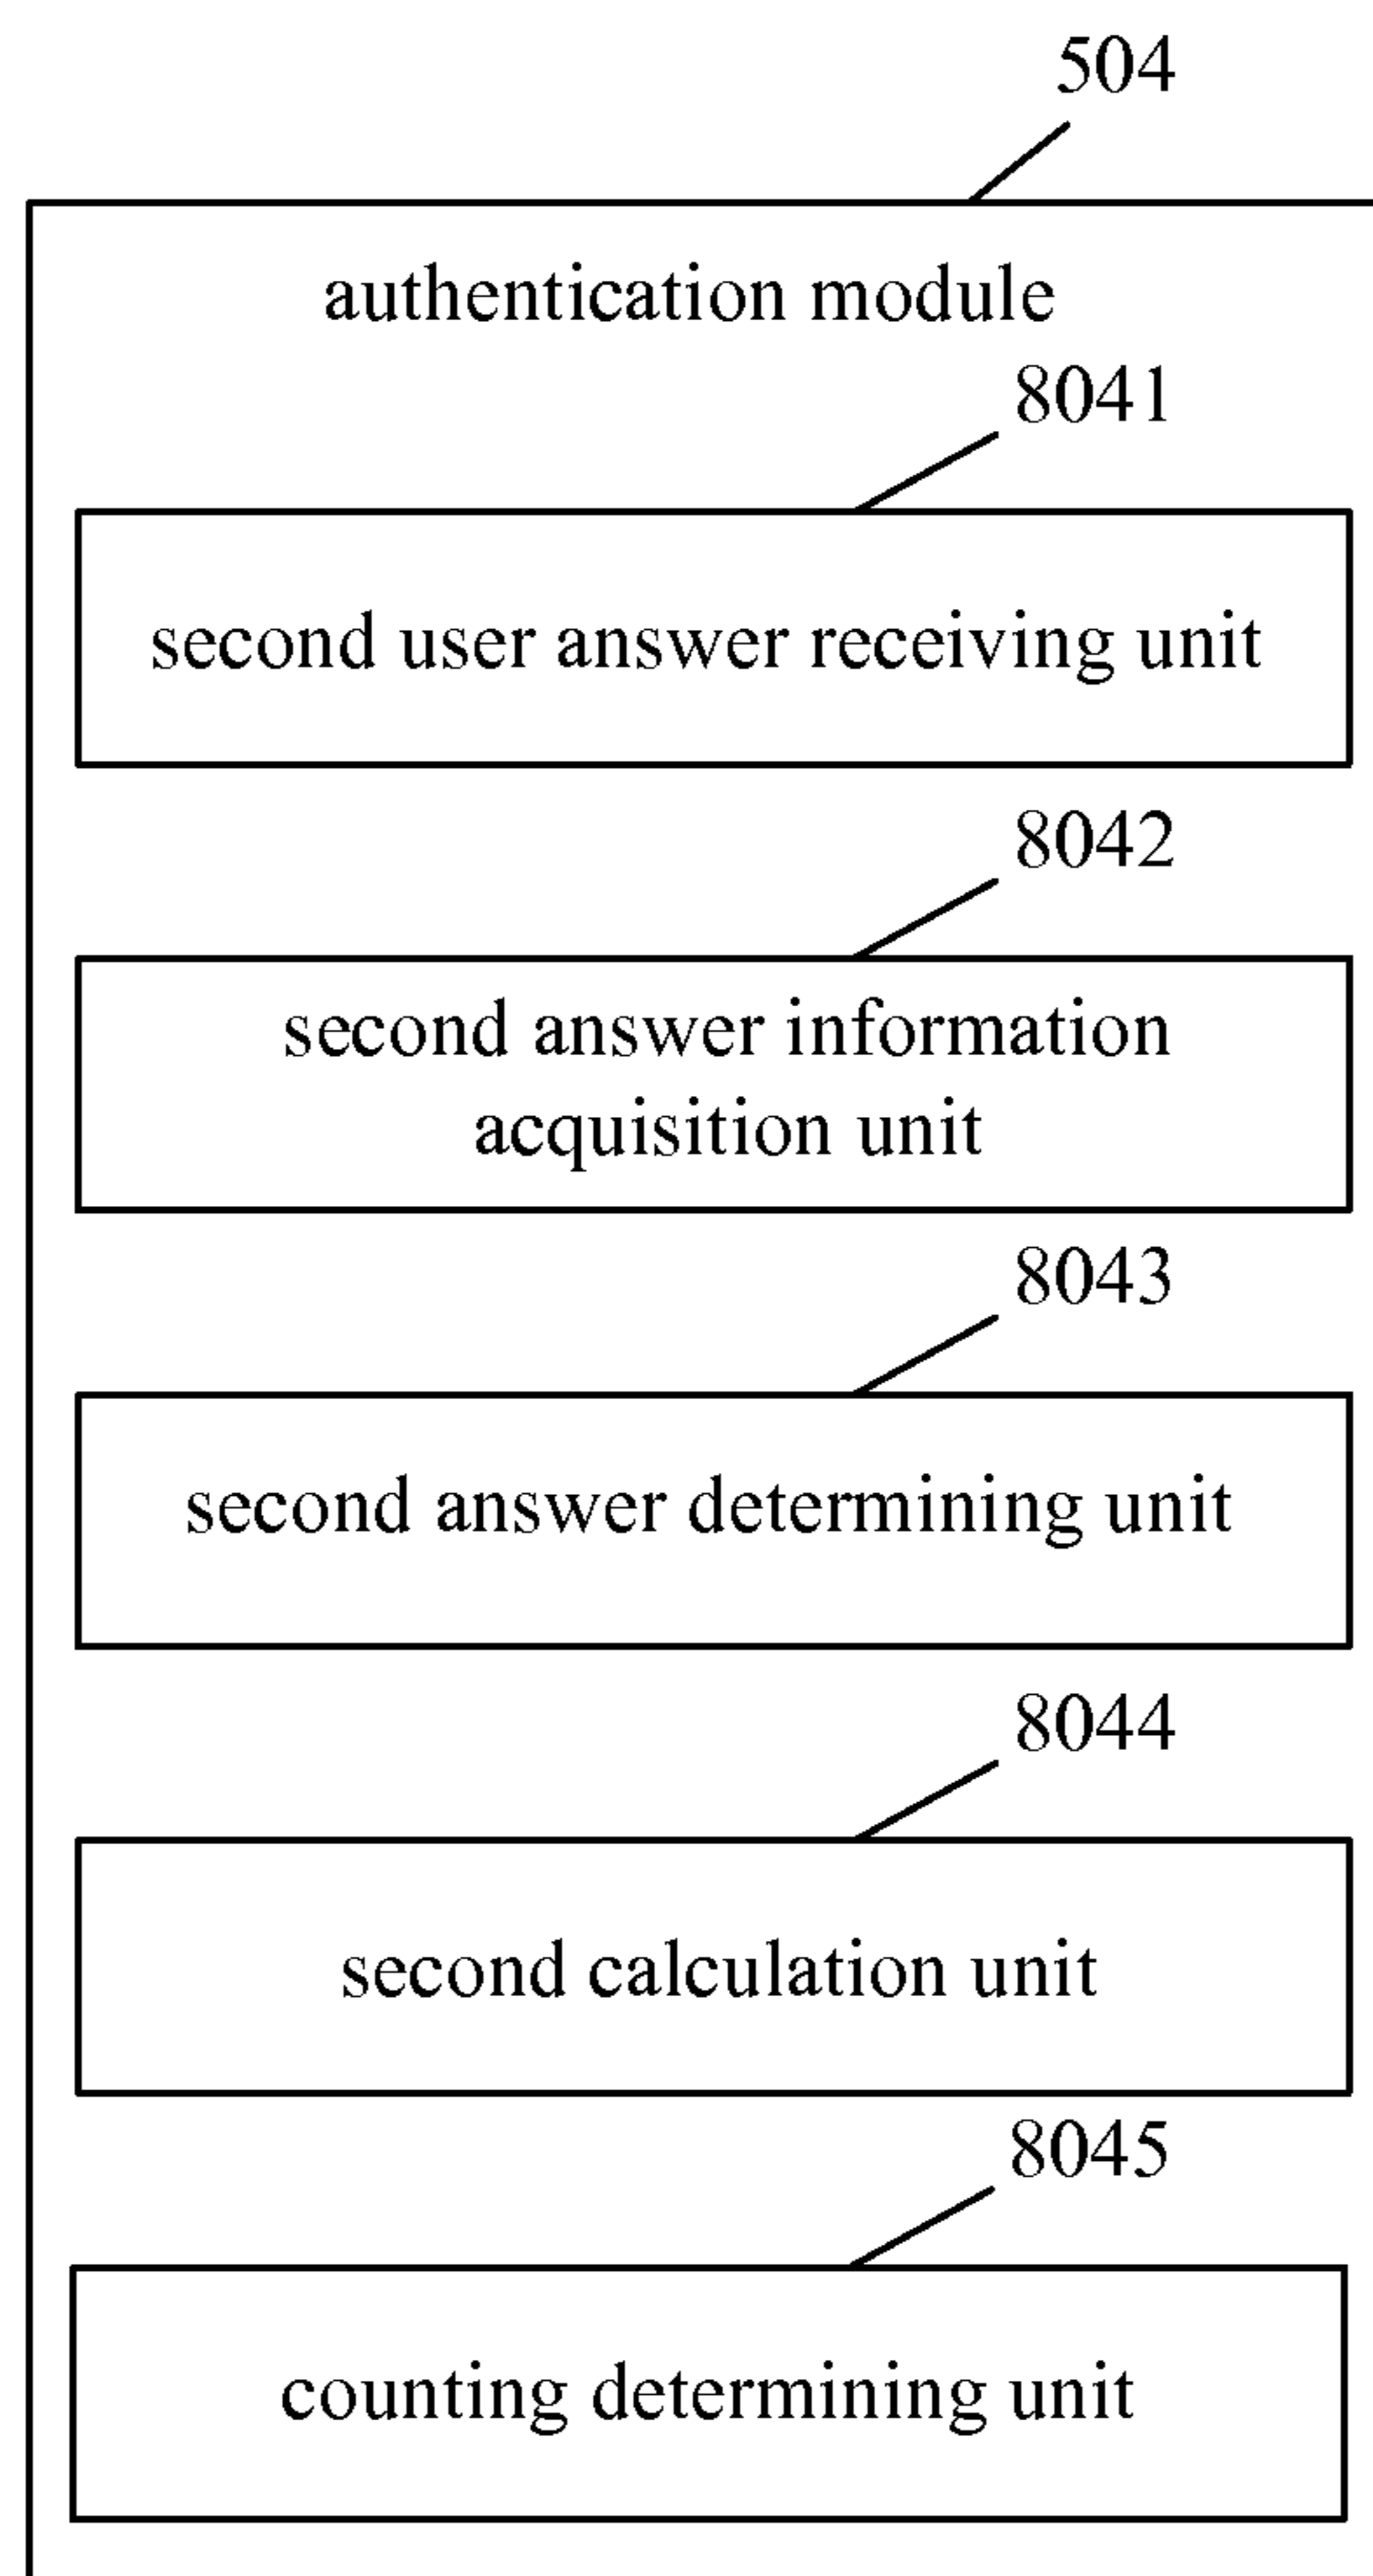 504
authentication module
8041
second user answer receiving unit
8042
second answer information
acquisition unit
8043
second answer determining unit
8044
second calculation unit
8045
counting determining unit